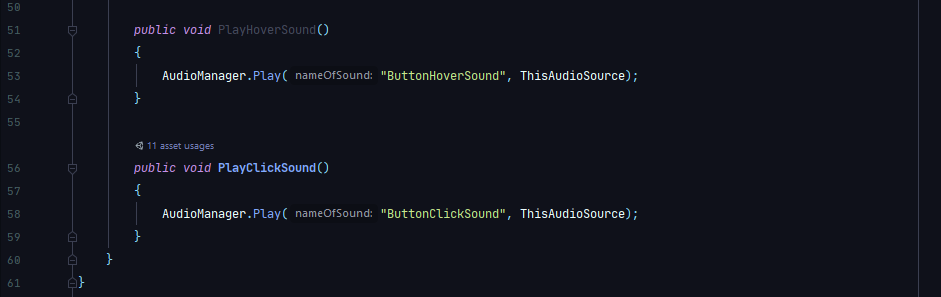 50
51 public void PlayHoverSound()
52 {
53 AudioManager.Play( nameOfSound: "ButtonHoverSound", ThisAudioSource);
54 }
55
11 asset usages
56 public void PlayClickSound()
57 {
58 AudioManager.Play( nameOfSound: "ButtonClickSound", ThisAudioSource);
59 }
60 }
61 }